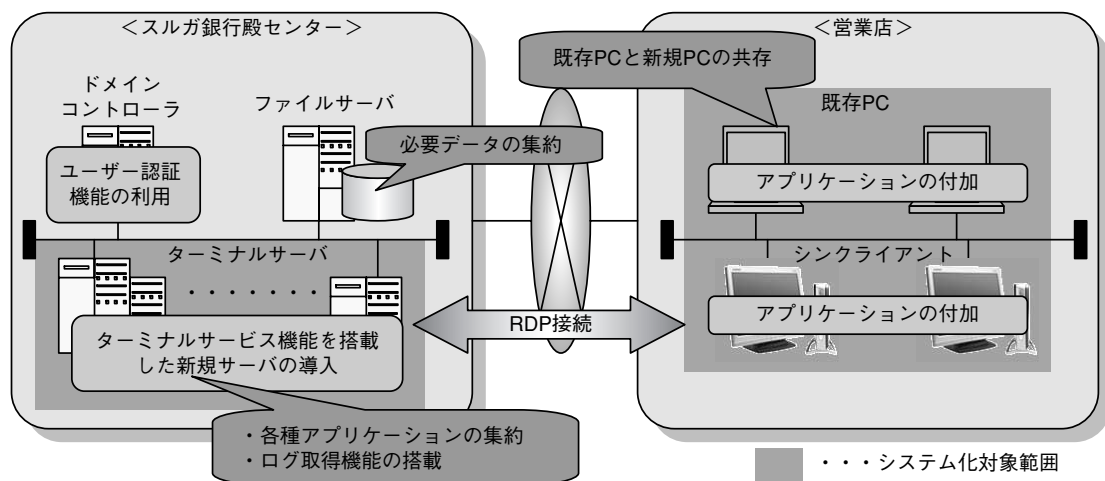 ＜スルガ銀行殿センター＞
＜営業店＞
既存PCと新規PCの共存
ドメイン
コントローラ
ファイルサーバ
既存PC
必要データの集約
ユーザー認証
機能の利用
アプリケーションの付加
ターミナルサーバ
シンクライアント
・・・・・・・
RDP接続
アプリケーションの付加
ターミナルサービス機能を搭載
した新規サーバの導入
・各種アプリケーションの集約
・ログ取得機能の搭載
・・・システム化対象範囲